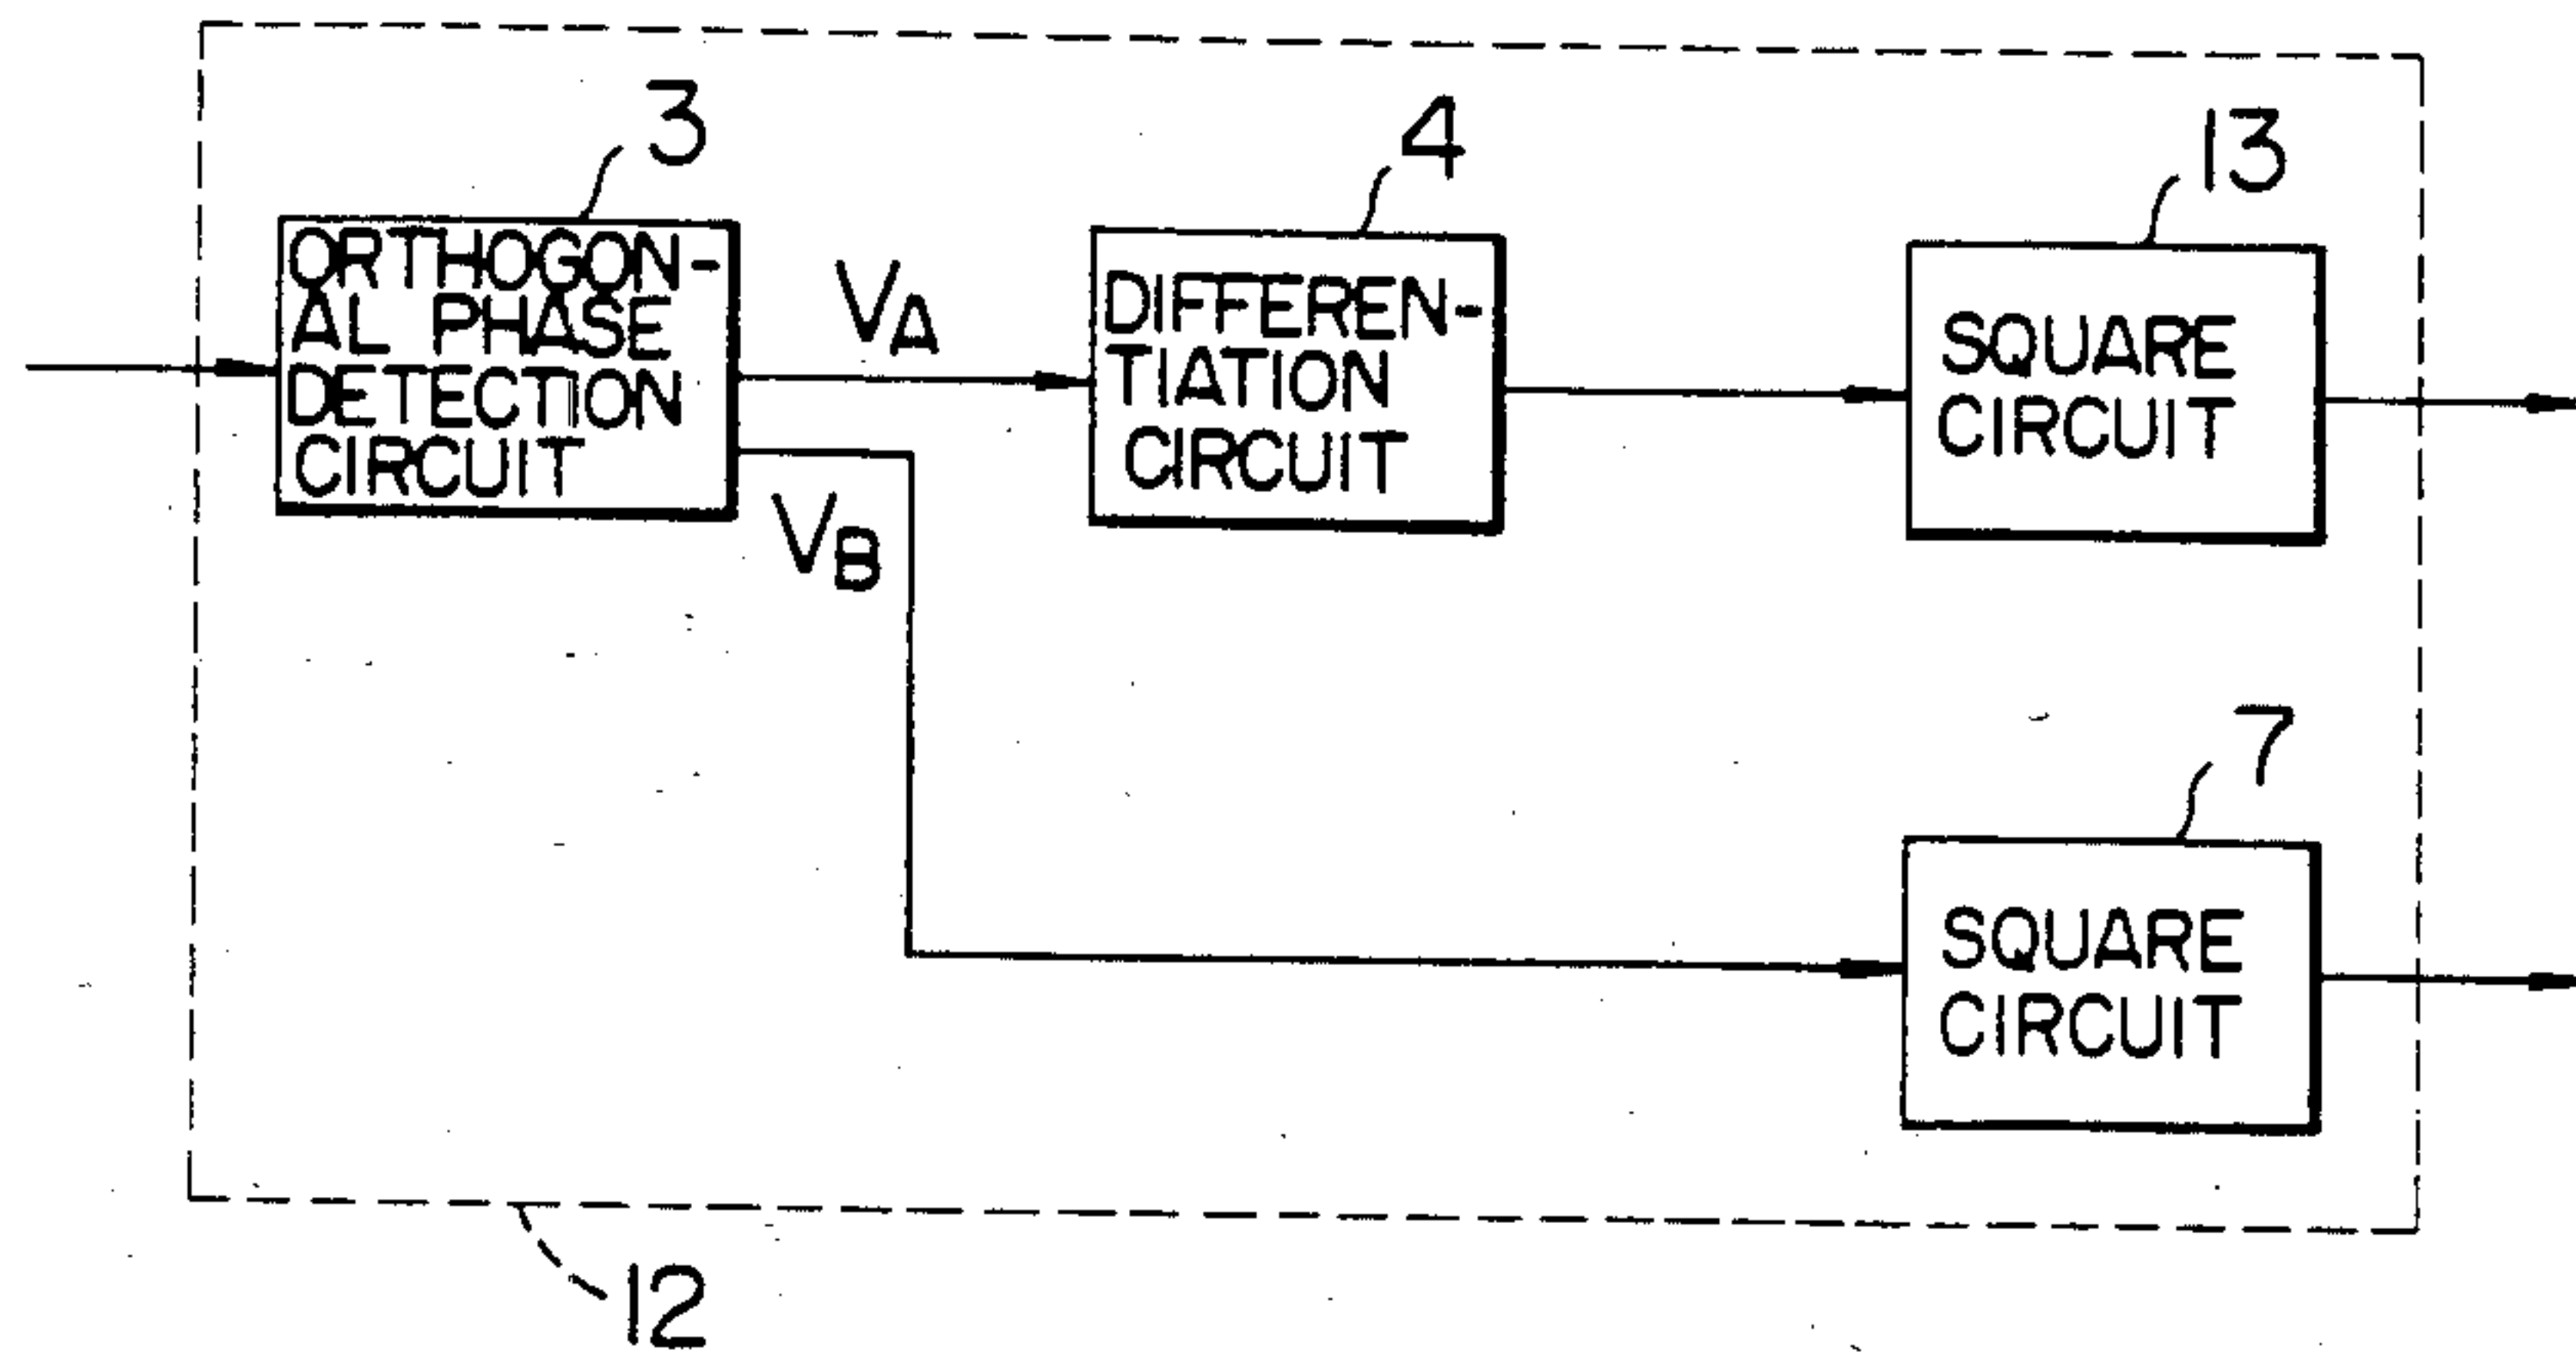 3
4
13
ORTHOGON-
AL PHASE
DETECTION
CIRCUIT
VA
VB
DIFFEREN-
TIATION
CIRCUIT
SQUARE
CIRCUIT
7
SQUARE
CIRCUIT
12